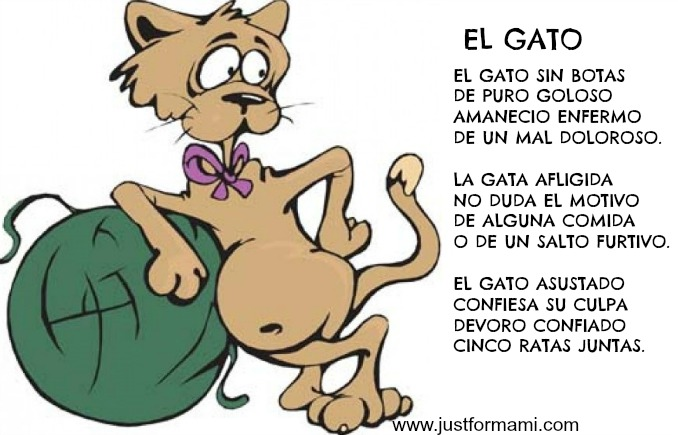 EL GATO
EL GATO SIN BOTAS
DE PURO GOLOSO
AMANECIO ENFERMO
DE UN MAL DOLOROSO.
LA GATA AFLIGIDA
NO DUDA EL MOTIVO
DE ALGUNA COMIDA
O DE UN SALTO FURTIVO.
EL GATO ASUSTADO
CONFIESA SU CULPA
DEVORO CONFIADO
CINCO RATAS JUNTAS.
www.justformami.com